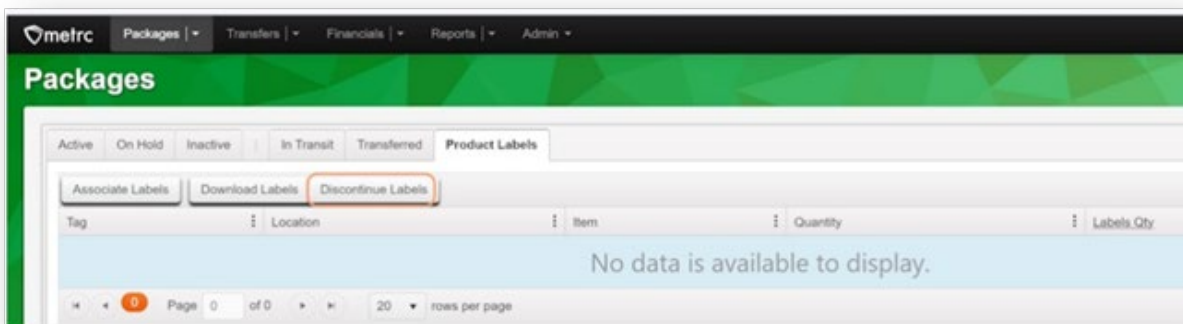 metrc Packages | Transfers | Financials | Reports | Admin
Packages
Active On Hold Inactive In Transit Transferred Product Labels
Associate Labels Download Labels Discontinue Labels
Tag Location Item Quantity Labels Qty
No data is available to display.
0 Page 0 of 0 20 rows per page